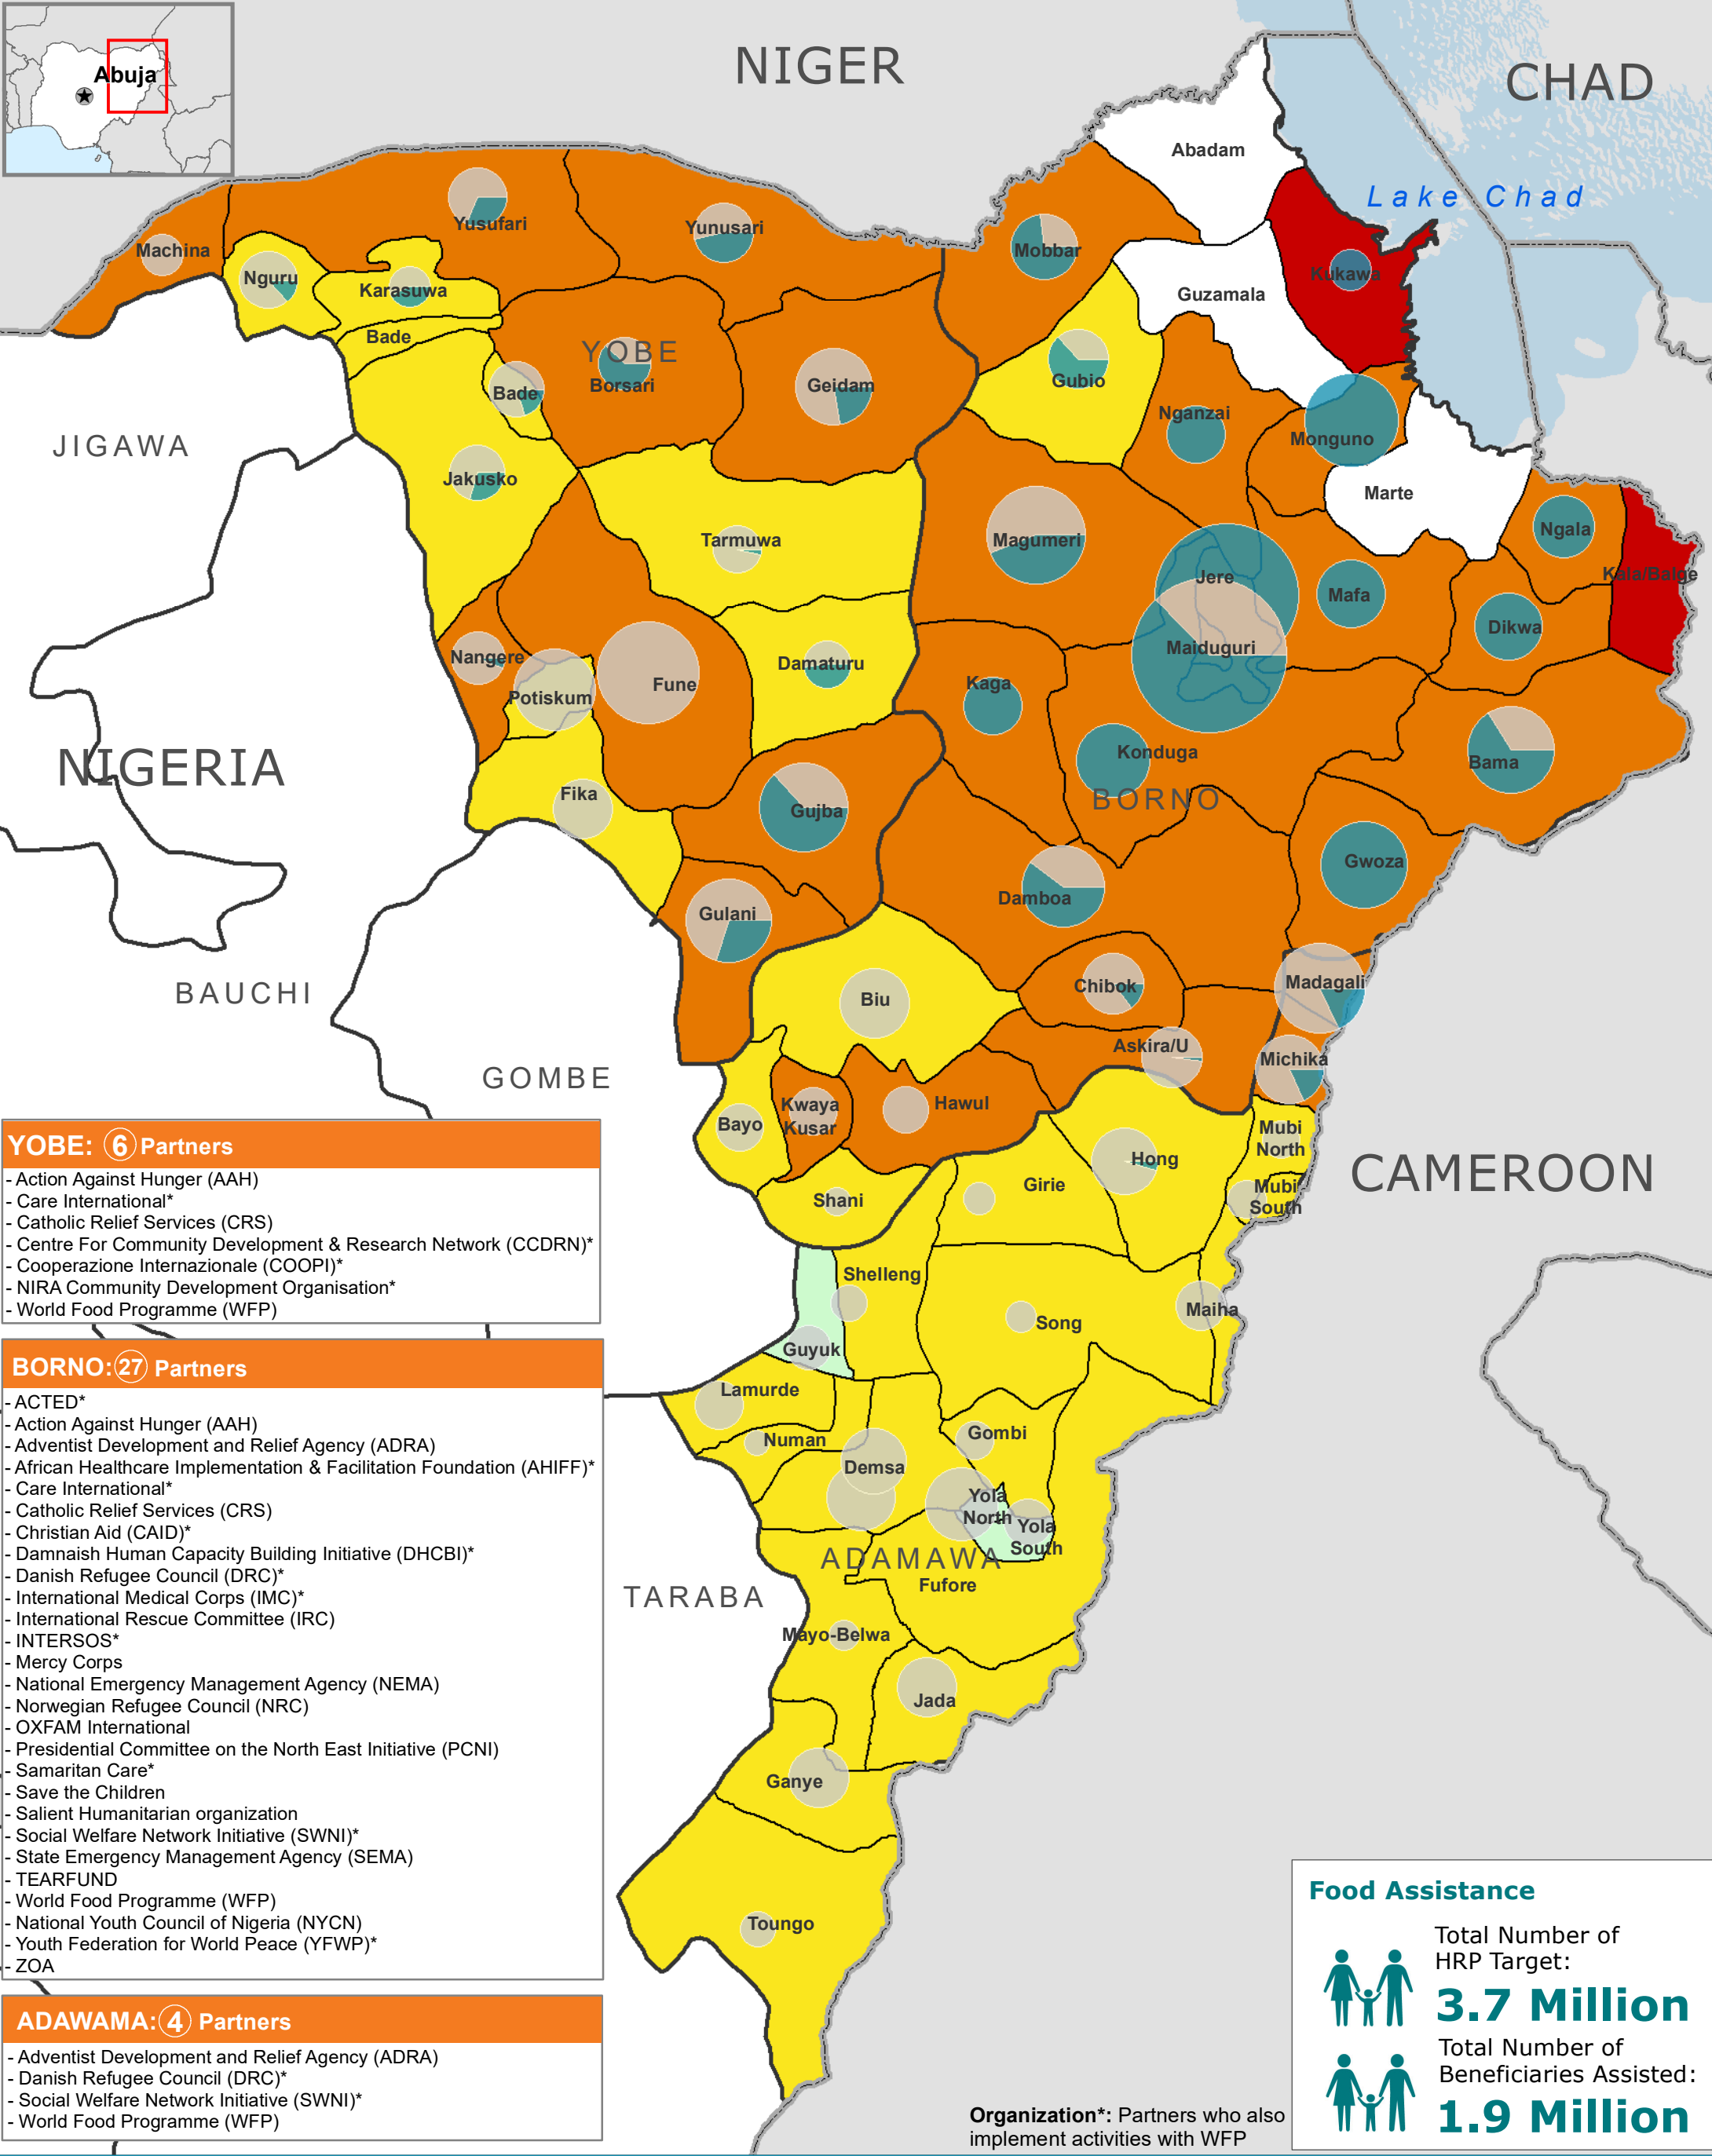 Abuja
NIGER
CHAD
Lake Chad
Abadam
Yusufari
Yunusari
Machina
Mobbar
Nguru
Kukawa
Karasuwa
Guzamala
Bade
YOBE
Borsari
Geidam
Gubio
Bade
Nganzai
Monguno
JIGAWA
Jakusko
Marte
Tarmuwa
Magumeri
Ngala
Kala/Balge
Jere
Mafa
Dikwa
Maiduguri
Nangere
Damaturu
Fune
Kaga
Potiskum
Konduga
Bama
NIGERIA
Fika
BORNO
Gujba
Gwoza
Damboa
Gulani
Madagali
Chibok
BAUCHI
Biu
Askira/U
Michika
GOMBE
Kwaya
Kusar
Hawul
Bayo
Mubi
North
Hong
CAMEROON
Girie
Mubi
South
Shani
Shelleng
Maiha
Song
Guyuk
Lamurde
Gombi
Numan
Demsa
Yola
North
Yola
South
ADAMAWA
Fufore
TARABA
Mayo-Belwa
Jada
Ganye
Toungo
YOBE: 6 Partners
- Action Against Hunger (AAH)
- Care International*
- Catholic Relief Services (CRS)
- Centre For Community Development & Research Network (CCDRN)*
- Cooperazione Internazionale (COOPI)*
- NIRA Community Development Organisation*
- World Food Programme (WFP)
BORNO: 27 Partners
- ACTED*
- Action Against Hunger (AAH)
- Adventist Development and Relief Agency (ADRA)
- African Healthcare Implementation & Facilitation Foundation (AHIFF)*
- Care International*
- Catholic Relief Services (CRS)
- Christian Aid (CAID)*
- Damnaish Human Capacity Building Initiative (DHCBI)*
- Danish Refugee Council (DRC)*
- International Medical Corps (IMC)*
- International Rescue Committee (IRC)
- INTERSOS*
- Mercy Corps
- National Emergency Management Agency (NEMA)
- Norwegian Refugee Council (NRC)
- OXFAM International
- Presidential Committee on the North East Initiative (PCNI)
- Samaritan Care*
- Save the Children
- Salient Humanitarian organization
- Social Welfare Network Initiative (SWNI)*
- State Emergency Management Agency (SEMA)
- TEARFUND
- World Food Programme (WFP)
- National Youth Council of Nigeria (NYCN)
- Youth Federation for World Peace (YFWP)*
- ZOA
ADAWAMA: 4 Partners
- Adventist Development and Relief Agency (ADRA)
- Danish Refugee Council (DRC)*
- Social Welfare Network Initiative (SWNI)*
- World Food Programme (WFP)
Organization*: Partners who also
implement activities with WFP
Food Assistance
Total Number of
HRP Target:
3.7 Million
Total Number of
Beneficiaries Assisted:
1.9 Million